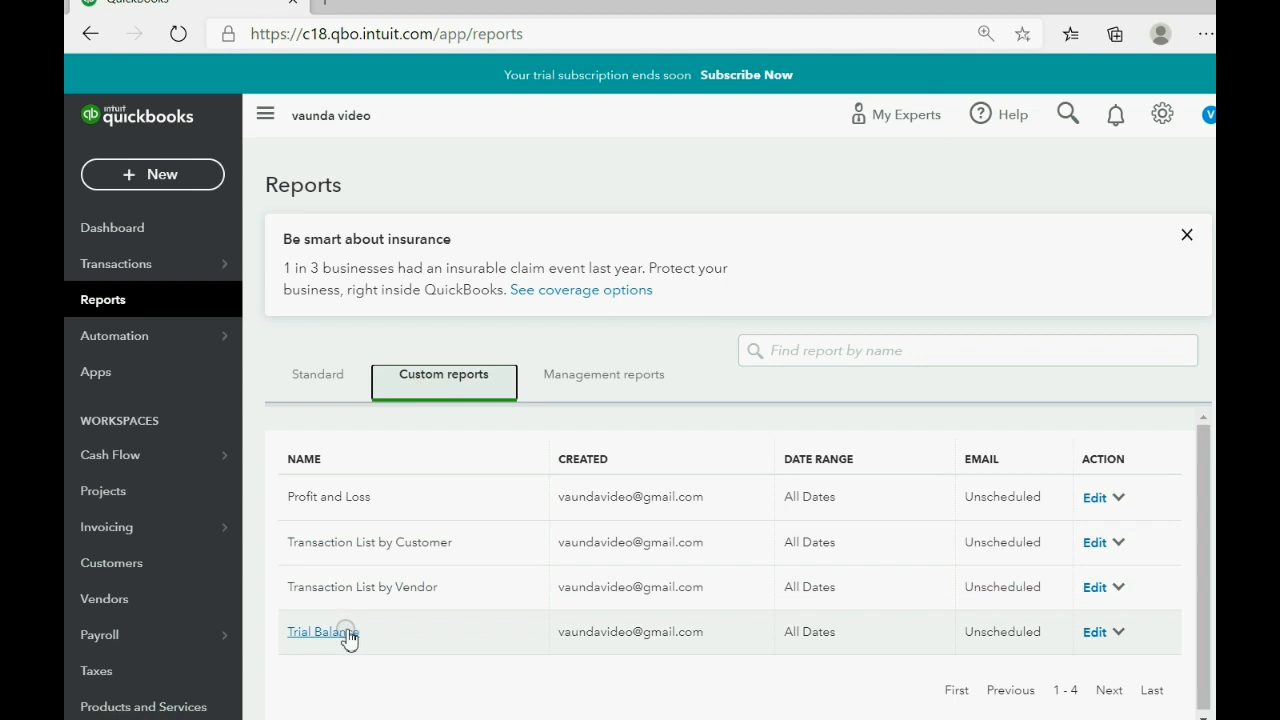 QuickBooks
https://c18.qbo.intuit.com/app/reports
Your trial subscription ends soon Subscribe Now
intuit
quickbooks
vaunda video
My Experts
Help
V
+ New
Dashboard
Transactions
Reports
Automation
Apps
WORKSPACES
Cash Flow
Projects
Invoicing
Customers
Vendors
Payroll
Taxes
Products and Services
Reports
Be smart about insurance
1 in 3 businesses had an insurable claim event last year. Protect your
business, right inside QuickBooks. See coverage options
Find report by name
Standard Custom reports Management reports
NAME CREATED DATE RANGE EMAIL ACTION
Profit and Loss vaundavideo@gmail.com All Dates Unscheduled Edit
Transaction List by Customer vaundavideo@gmail.com All Dates Unscheduled Edit
Transaction List by Vendor vaundavideo@gmail.com All Dates Unscheduled Edit
Trial Balance vaundavideo@gmail.com All Dates Unscheduled Edit
First Previous 1 - 4 Next Last